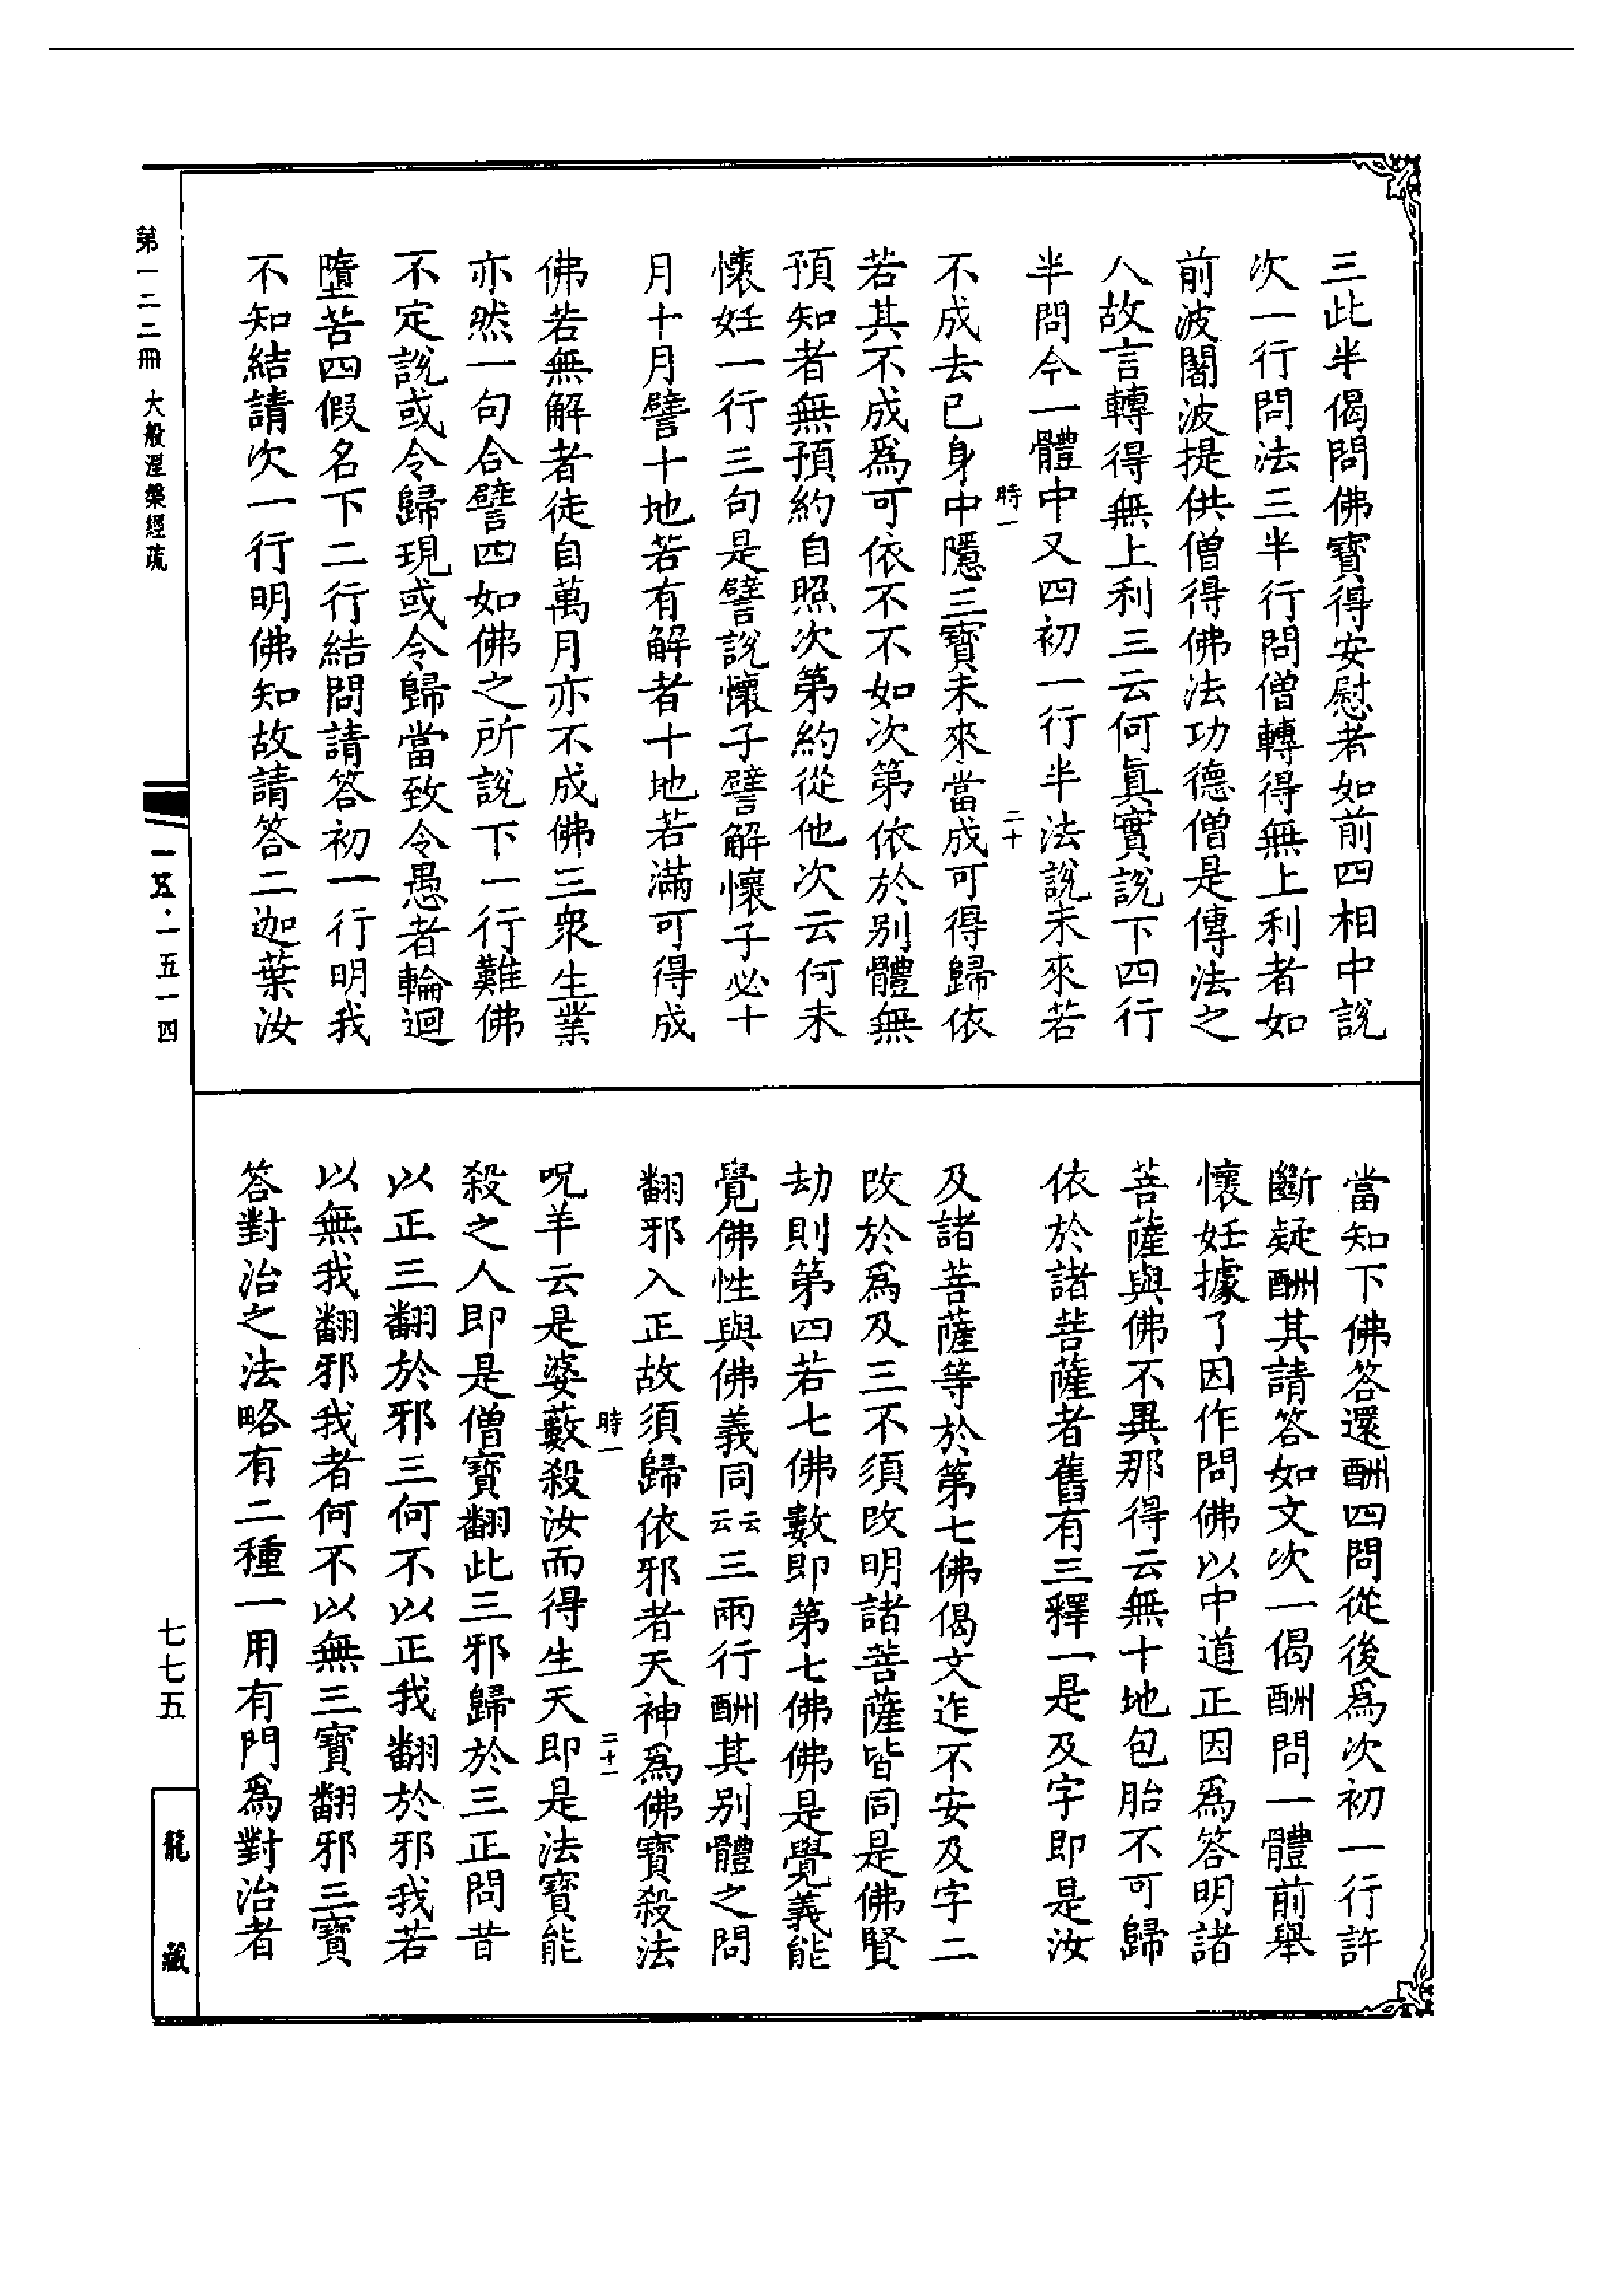 三此半偈問佛寶得安慰者如前四相中說
次一行問法三半行問僧轉得無上利者如
前波闍波提供僧得佛法功德僧是傳法之
人故言轉得無上利三云何眞實說下四行
半問今一體中又四初一行半法說未來若
時一
二十
不成去已身中隱三寶未來當成可得歸依
若其不成爲可依不不如次第依於別體無
預知者無預約自照次第約從他次云何未
懷妊一行三句是譬說懷子譬解懷子必十
月十月譬十地若有解者十地若滿可得成
佛若無解者徒自萬月亦不成佛三衆生業
亦然一句合譬四如佛之所說下一行難佛
不定說或令歸現或令歸當致令愚者輪迴
墮苦四假名下二行結問請答初一行明我
不知結請次一行明佛知故請答二迦葉汝
當知下佛答還酬四問從後爲次初一行許
斷疑酬其請答如文次一偈酬問一體前舉
懷妊據了因作問佛以中道正因爲答明諸
菩薩與佛不異那得云無十地包胎不可歸
依於諸菩薩者舊有三釋一是及字即是汝
及諸菩薩等於第七佛偈文迮不安及字二
改於爲及三不須改明諸菩薩皆同是佛賢
劫則第四若七佛數即第七佛佛是覺義能
覺佛性與佛義同云云三兩行酬其別體之問
翻邪入正故須歸依邪者天神爲佛寶殺法
時一
二十一
呪羊云是婆藪殺汝而得生天即是法寶能
殺之人即是僧寶翻此三邪歸於三正問昔
以正三翻於邪三何不以正我翻於邪我若
以無我翻邪我者何不以無三寶翻邪三寶
答對治之法略有二種一用有門爲對治者
第一二二冊 大般涅槃經疏
一五·一五一四
七七五
龍藏